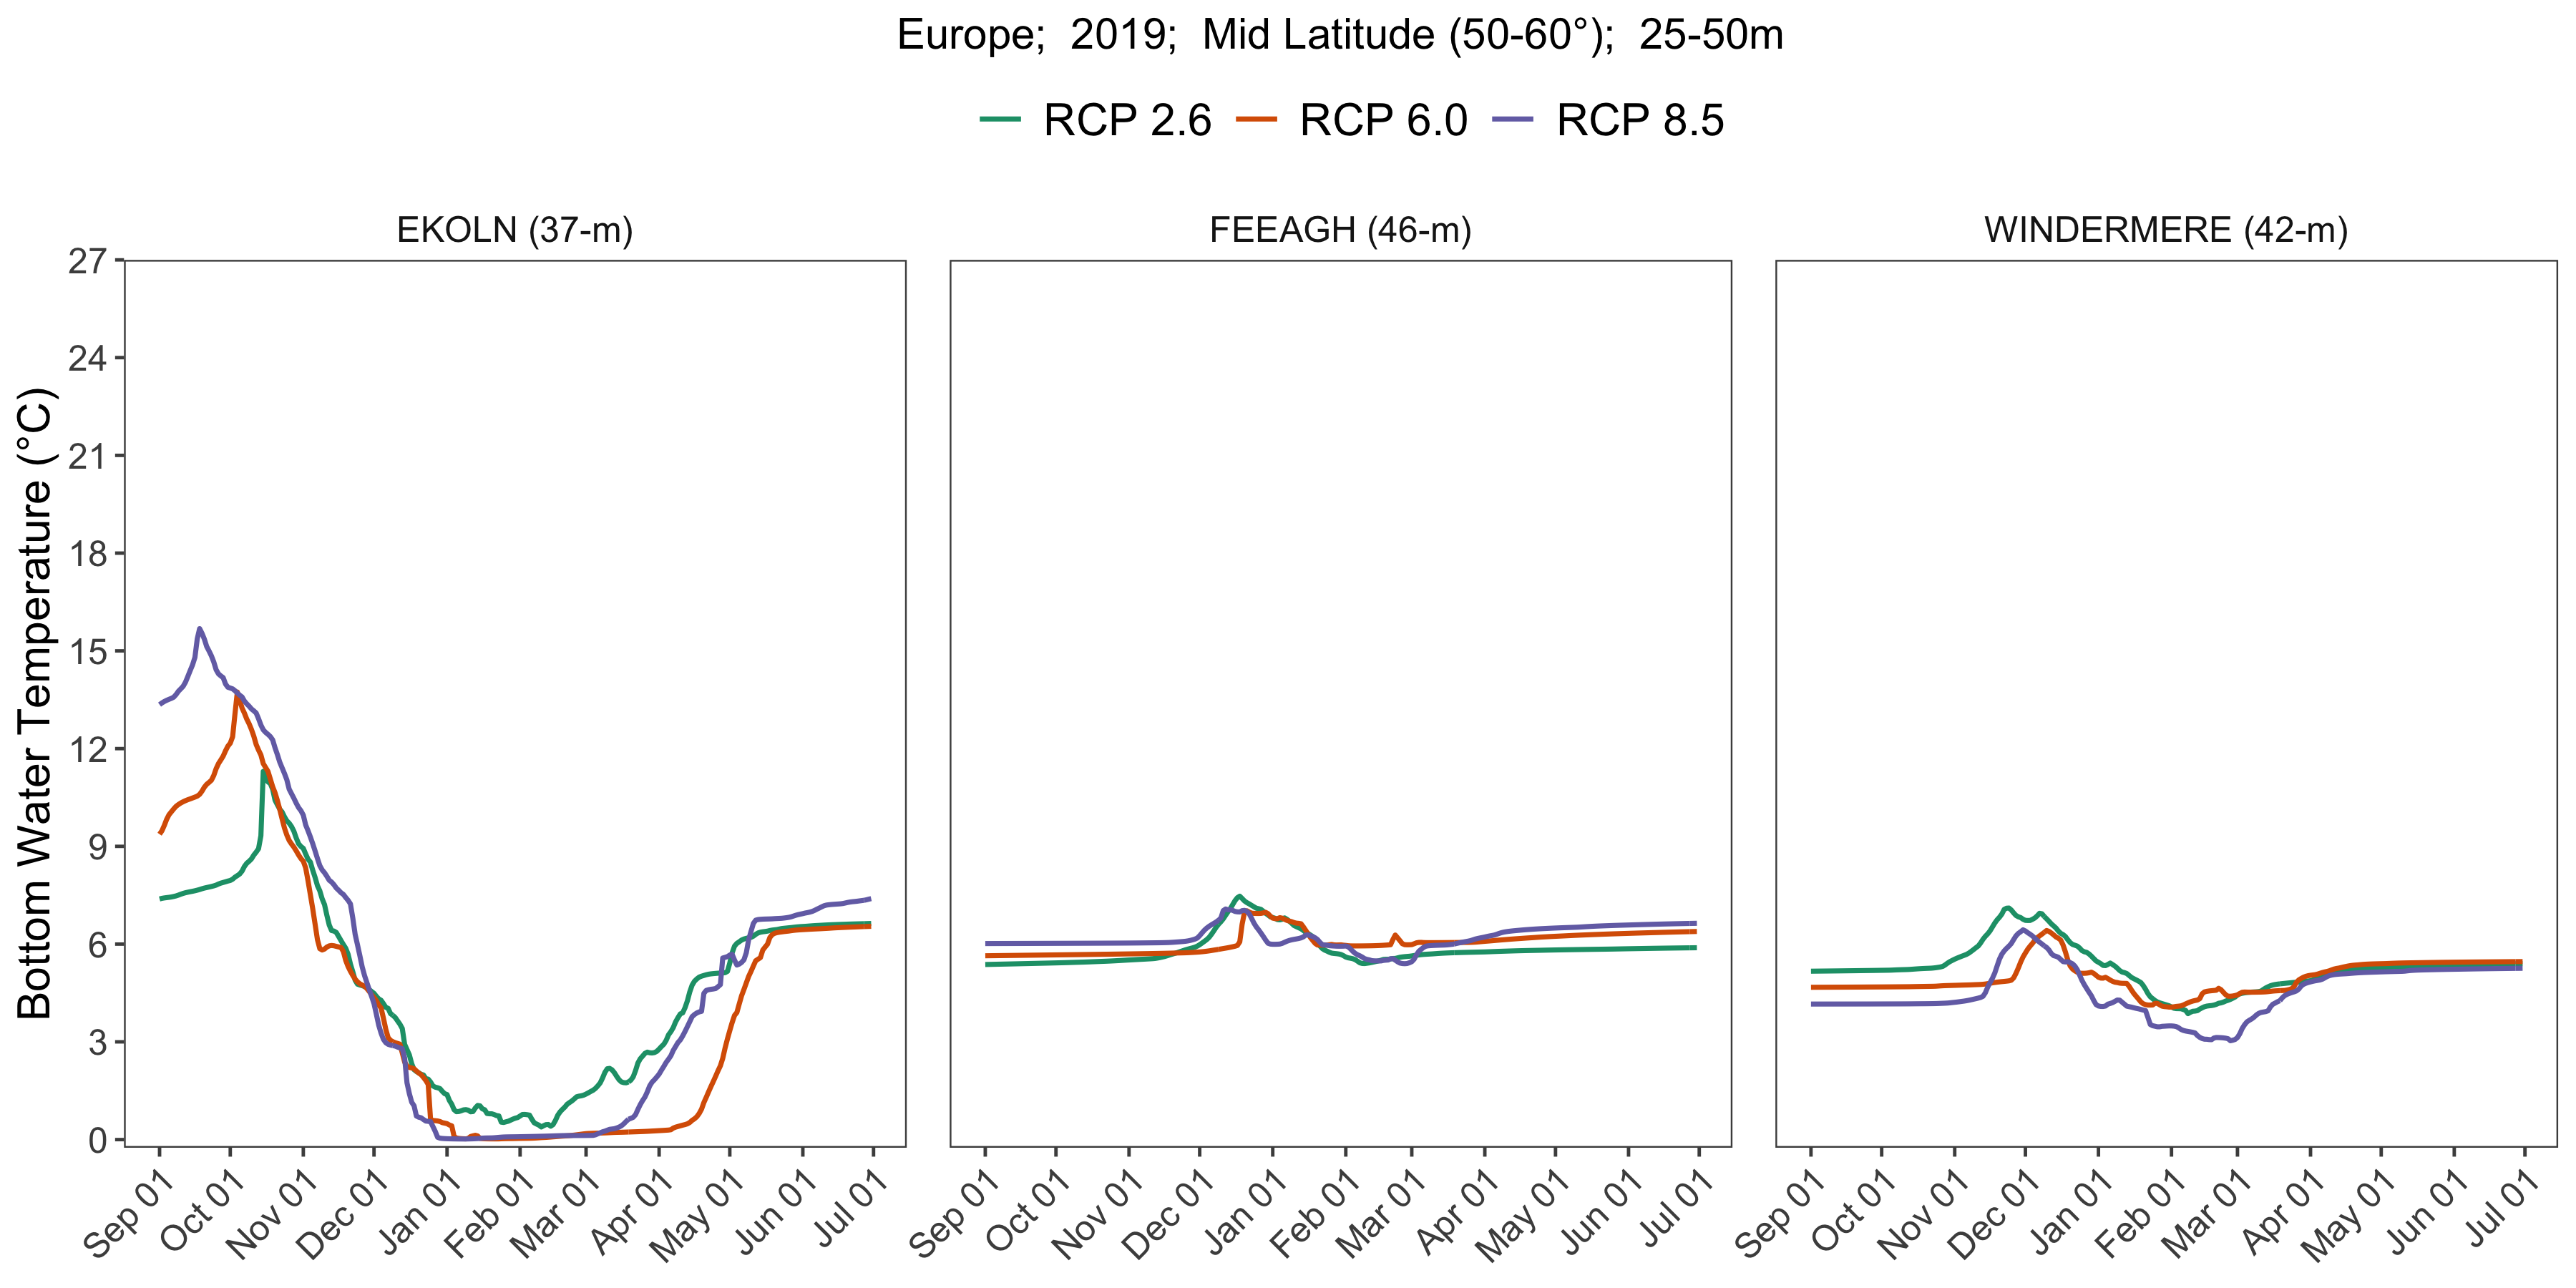 Europe;  2019;  Mid Latitude (50-60°);  25-50m
RCP 2.6 RCP 6.0 RCP 8.5
EKOLN (37-m) FEEAGH (46-m) WINDERMERE (42-m)
Bottom Water Temperature (°C)
27
24
21
18
15
12
9
6
3
0
Sep 01 Oct 01 Nov 01 Dec 01 Jan 01 Feb 01 Mar 01 Apr 01 May 01 Jun 01 Jul 01
Sep 01 Oct 01 Nov 01 Dec 01 Jan 01 Feb 01 Mar 01 Apr 01 May 01 Jun 01 Jul 01
Sep 01 Oct 01 Nov 01 Dec 01 Jan 01 Feb 01 Mar 01 Apr 01 May 01 Jun 01 Jul 01